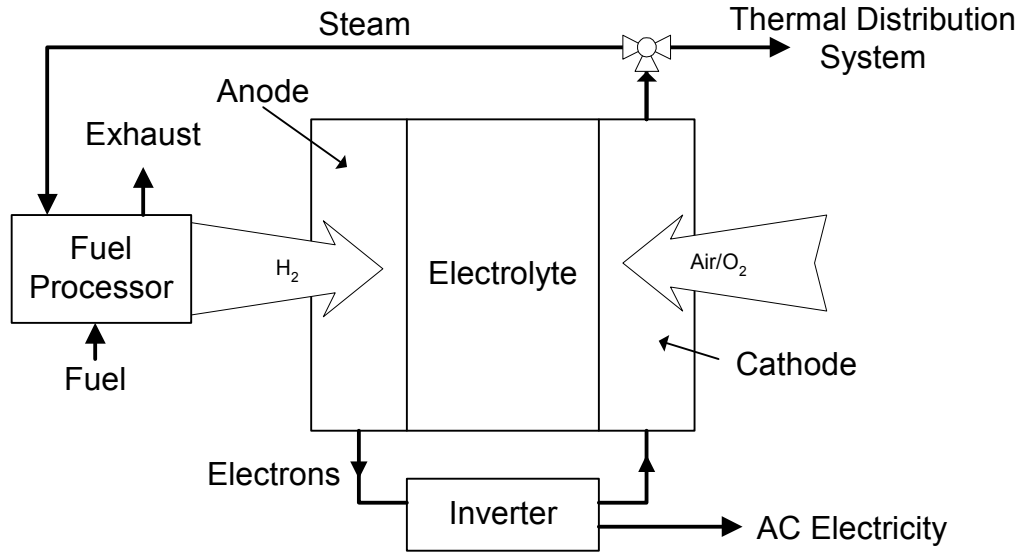 Steam
Thermal Distribution
System
Anode
Exhaust
Fuel
Processor
H₂
Electrolyte
Air/O₂
Cathode
Fuel
Electrons
Inverter
AC Electricity